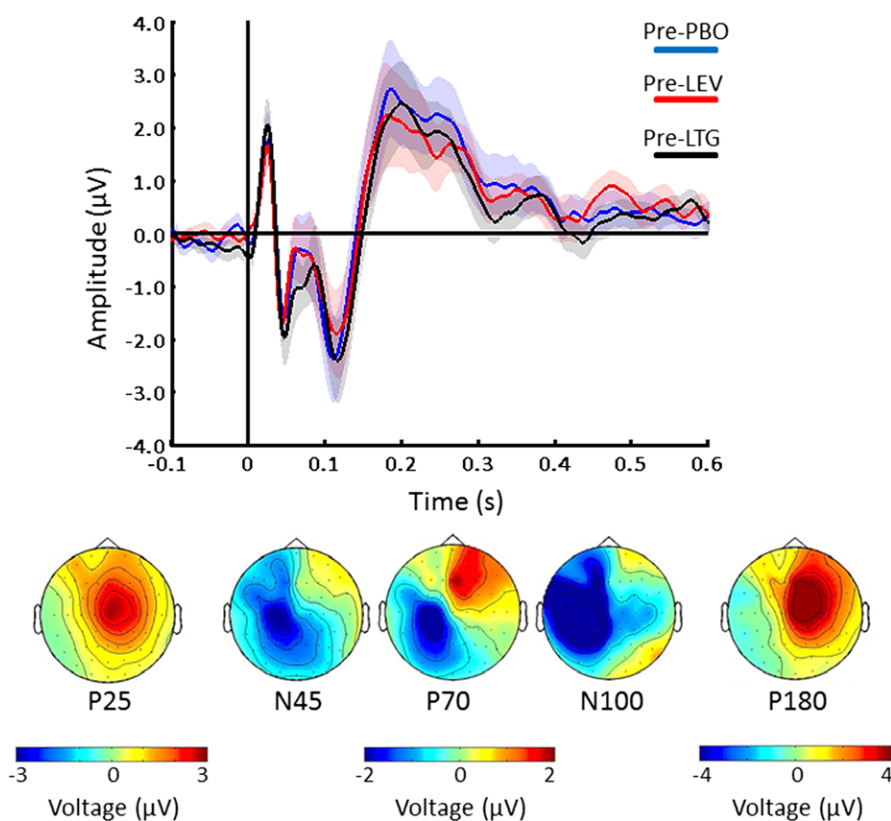 4.0
3.0
2.0
1.0
0.0
-1.0
-2.0
-3.0
-4.0
Amplitude (µV)
Pre-PBO
Pre-LEV
Pre-LTG
-0.1 0 0.1 0.2 0.3 0.4 0.5 0.6
Time (s)
P25 N45 P70 N100 P180
-3 0 3 -2 0 2 -4 0 4
Voltage (µV) Voltage (µV) Voltage (µV)